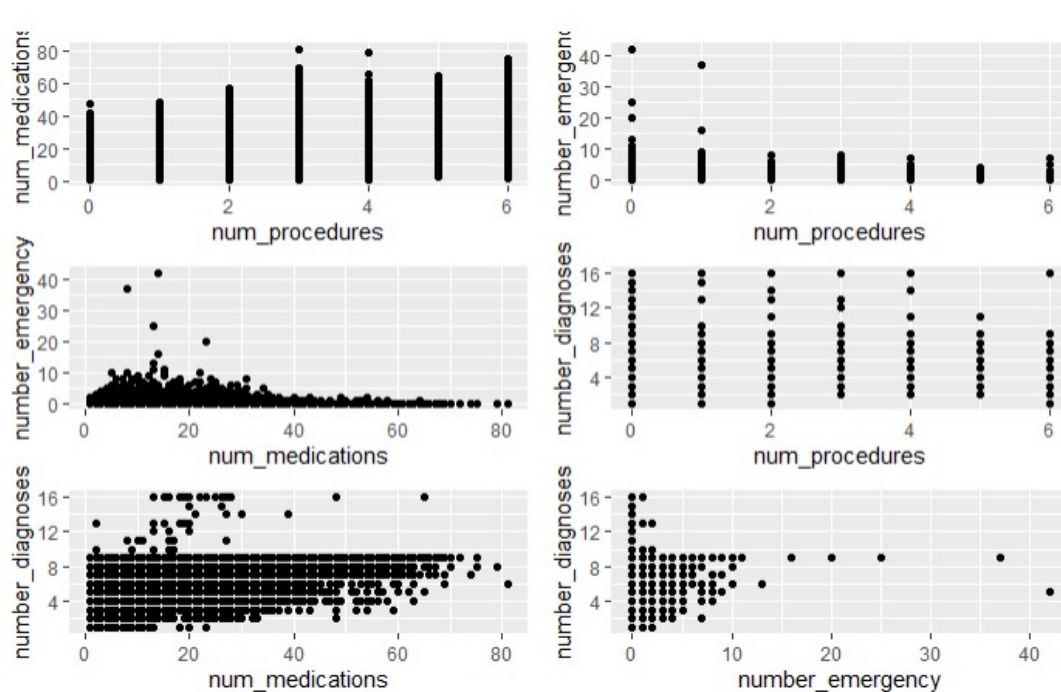 num_medications
80
60
40
20
0
0 2 4 6
num_procedures
number_emergenc
40
30
20
10
0
0 2 4 6
num_procedures
number_emergency
40
30
20
10
0
0 20 40 60 80
num_medications
number_diagnoses
16
12
8
4
0 2 4 6
num_procedures
number_diagnoses
16
12
8
4
0 20 40 60 80
num_medications
number_diagnoses
16
12
8
4
0 10 20 30 40
number_emergency